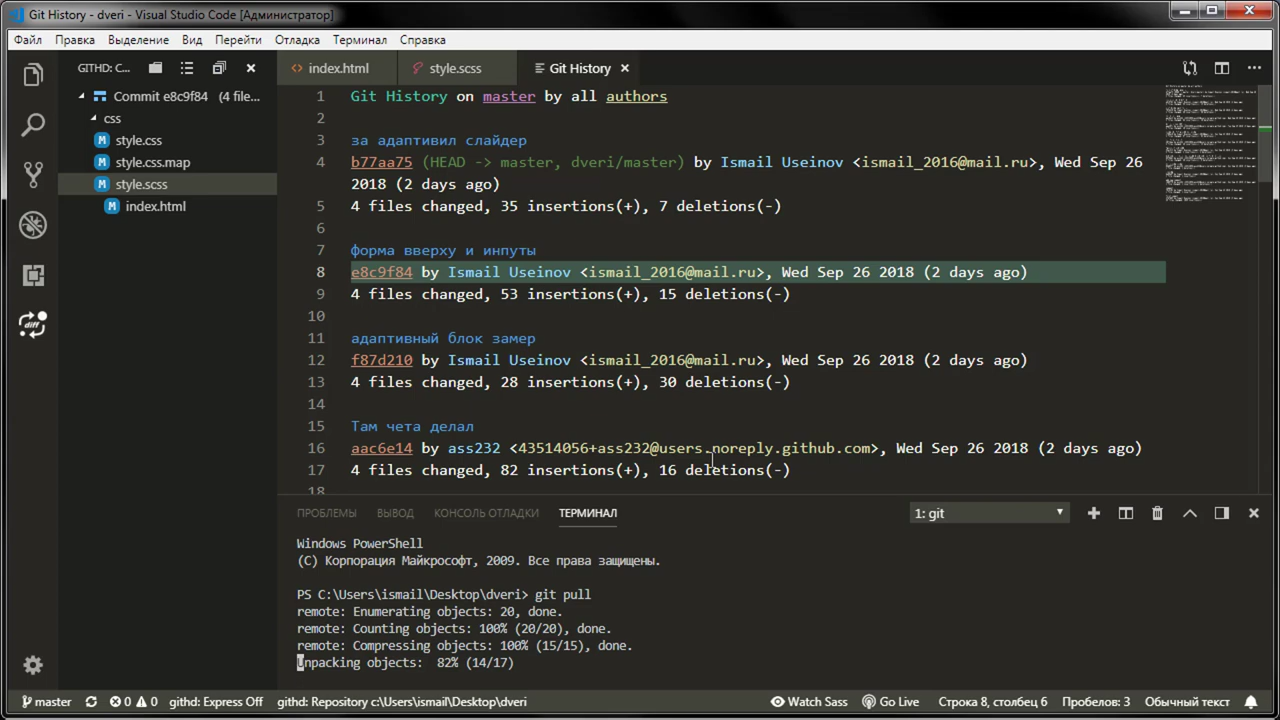 Git History - dveri - Visual Studio Code [Администратор]
Файл Правка Выделение Вид Перейти Отладка Терминал Справка
GITHD: C...
index.html
style.scss
Git History
Commit e8c9f84 (4 file...
css
style.css
style.css.map
style.scss
index.html
diff
1 Git History on master by all authors
2
3 за адаптивил слайдер
4 b77aa75 (HEAD -> master, dveri/master) by Ismail Useinov <ismail_2016@mail.ru>, Wed Sep 26
2018 (2 days ago)
5 4 files changed, 35 insertions(+), 7 deletions(-)
6
7 форма вверху и инпуты
8 e8c9f84 by Ismail Useinov <ismail_2016@mail.ru>, Wed Sep 26 2018 (2 days ago)
9 4 files changed, 53 insertions(+), 15 deletions(-)
10
11 адаптивный блок замер
12 f87d210 by Ismail Useinov <ismail_2016@mail.ru>, Wed Sep 26 2018 (2 days ago)
13 4 files changed, 28 insertions(+), 30 deletions(-)
14
15 Там чета делал
16 aac6e14 by ass232 <43514056+ass232@users.noreply.github.com>, Wed Sep 26 2018 (2 days ago)
17 4 files changed, 82 insertions(+), 16 deletions(-)
18
ПРОБЛЕМЫ ВЫВОД КОНСОЛЬ ОТЛАДКИ ТЕРМИНАЛ 1: git
Windows PowerShell
(C) Корпорация Майкрософт, 2009. Все права защищены.
PS C:\Users\ismail\Desktop\dveri> git pull
remote: Enumerating objects: 20, done.
remote: Counting objects: 100% (20/20), done.
remote: Compressing objects: 100% (15/15), done.
Unpacking objects: 82% (14/17)
master 0 0 githd: Express Off githd: Repository c:\Users\ismail\Desktop\dveri Watch Sass Go Live Строка 8, столбец 6 Пробелов: 3 Обычный текст